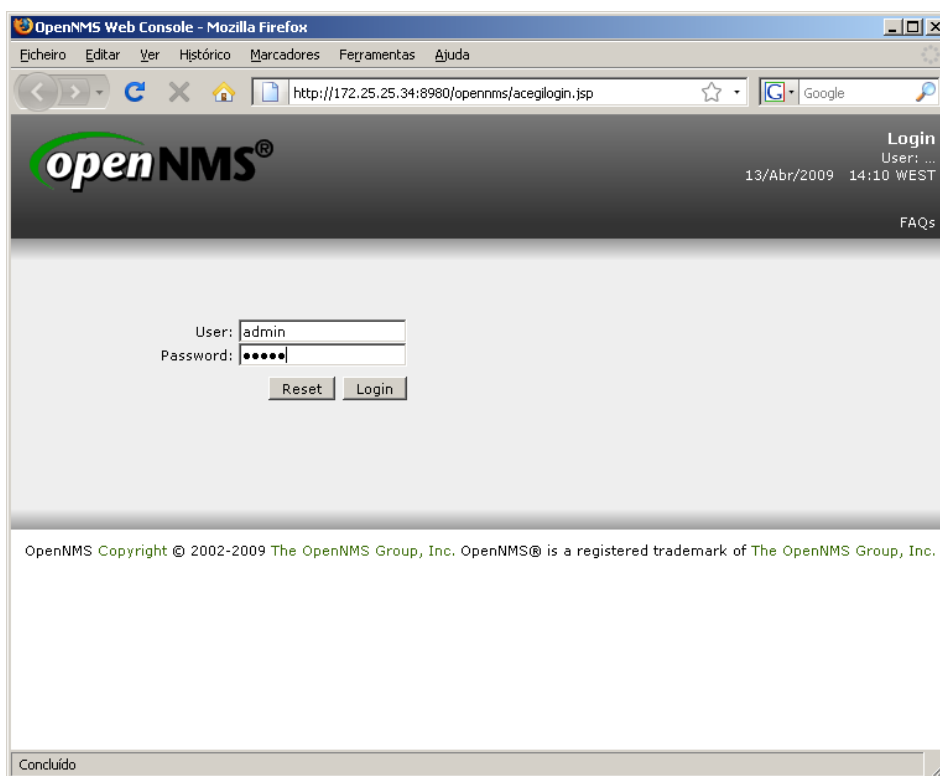 OpenNMS Web Console - Mozilla Firefox
Ficheiro Editar Ver Histórico Marcadores Ferramentas Ajuda
http://172.25.25.34:8980/opennms/acegilogin.jsp
G Google
openNMS®
Login
User: ...
13/Abr/2009 14:10 WEST
FAQs
User: admin
Password: •••••
Reset Login
OpenNMS Copyright © 2002-2009 The OpenNMS Group, Inc. OpenNMS® is a registered trademark of The OpenNMS Group, Inc.
Concluído